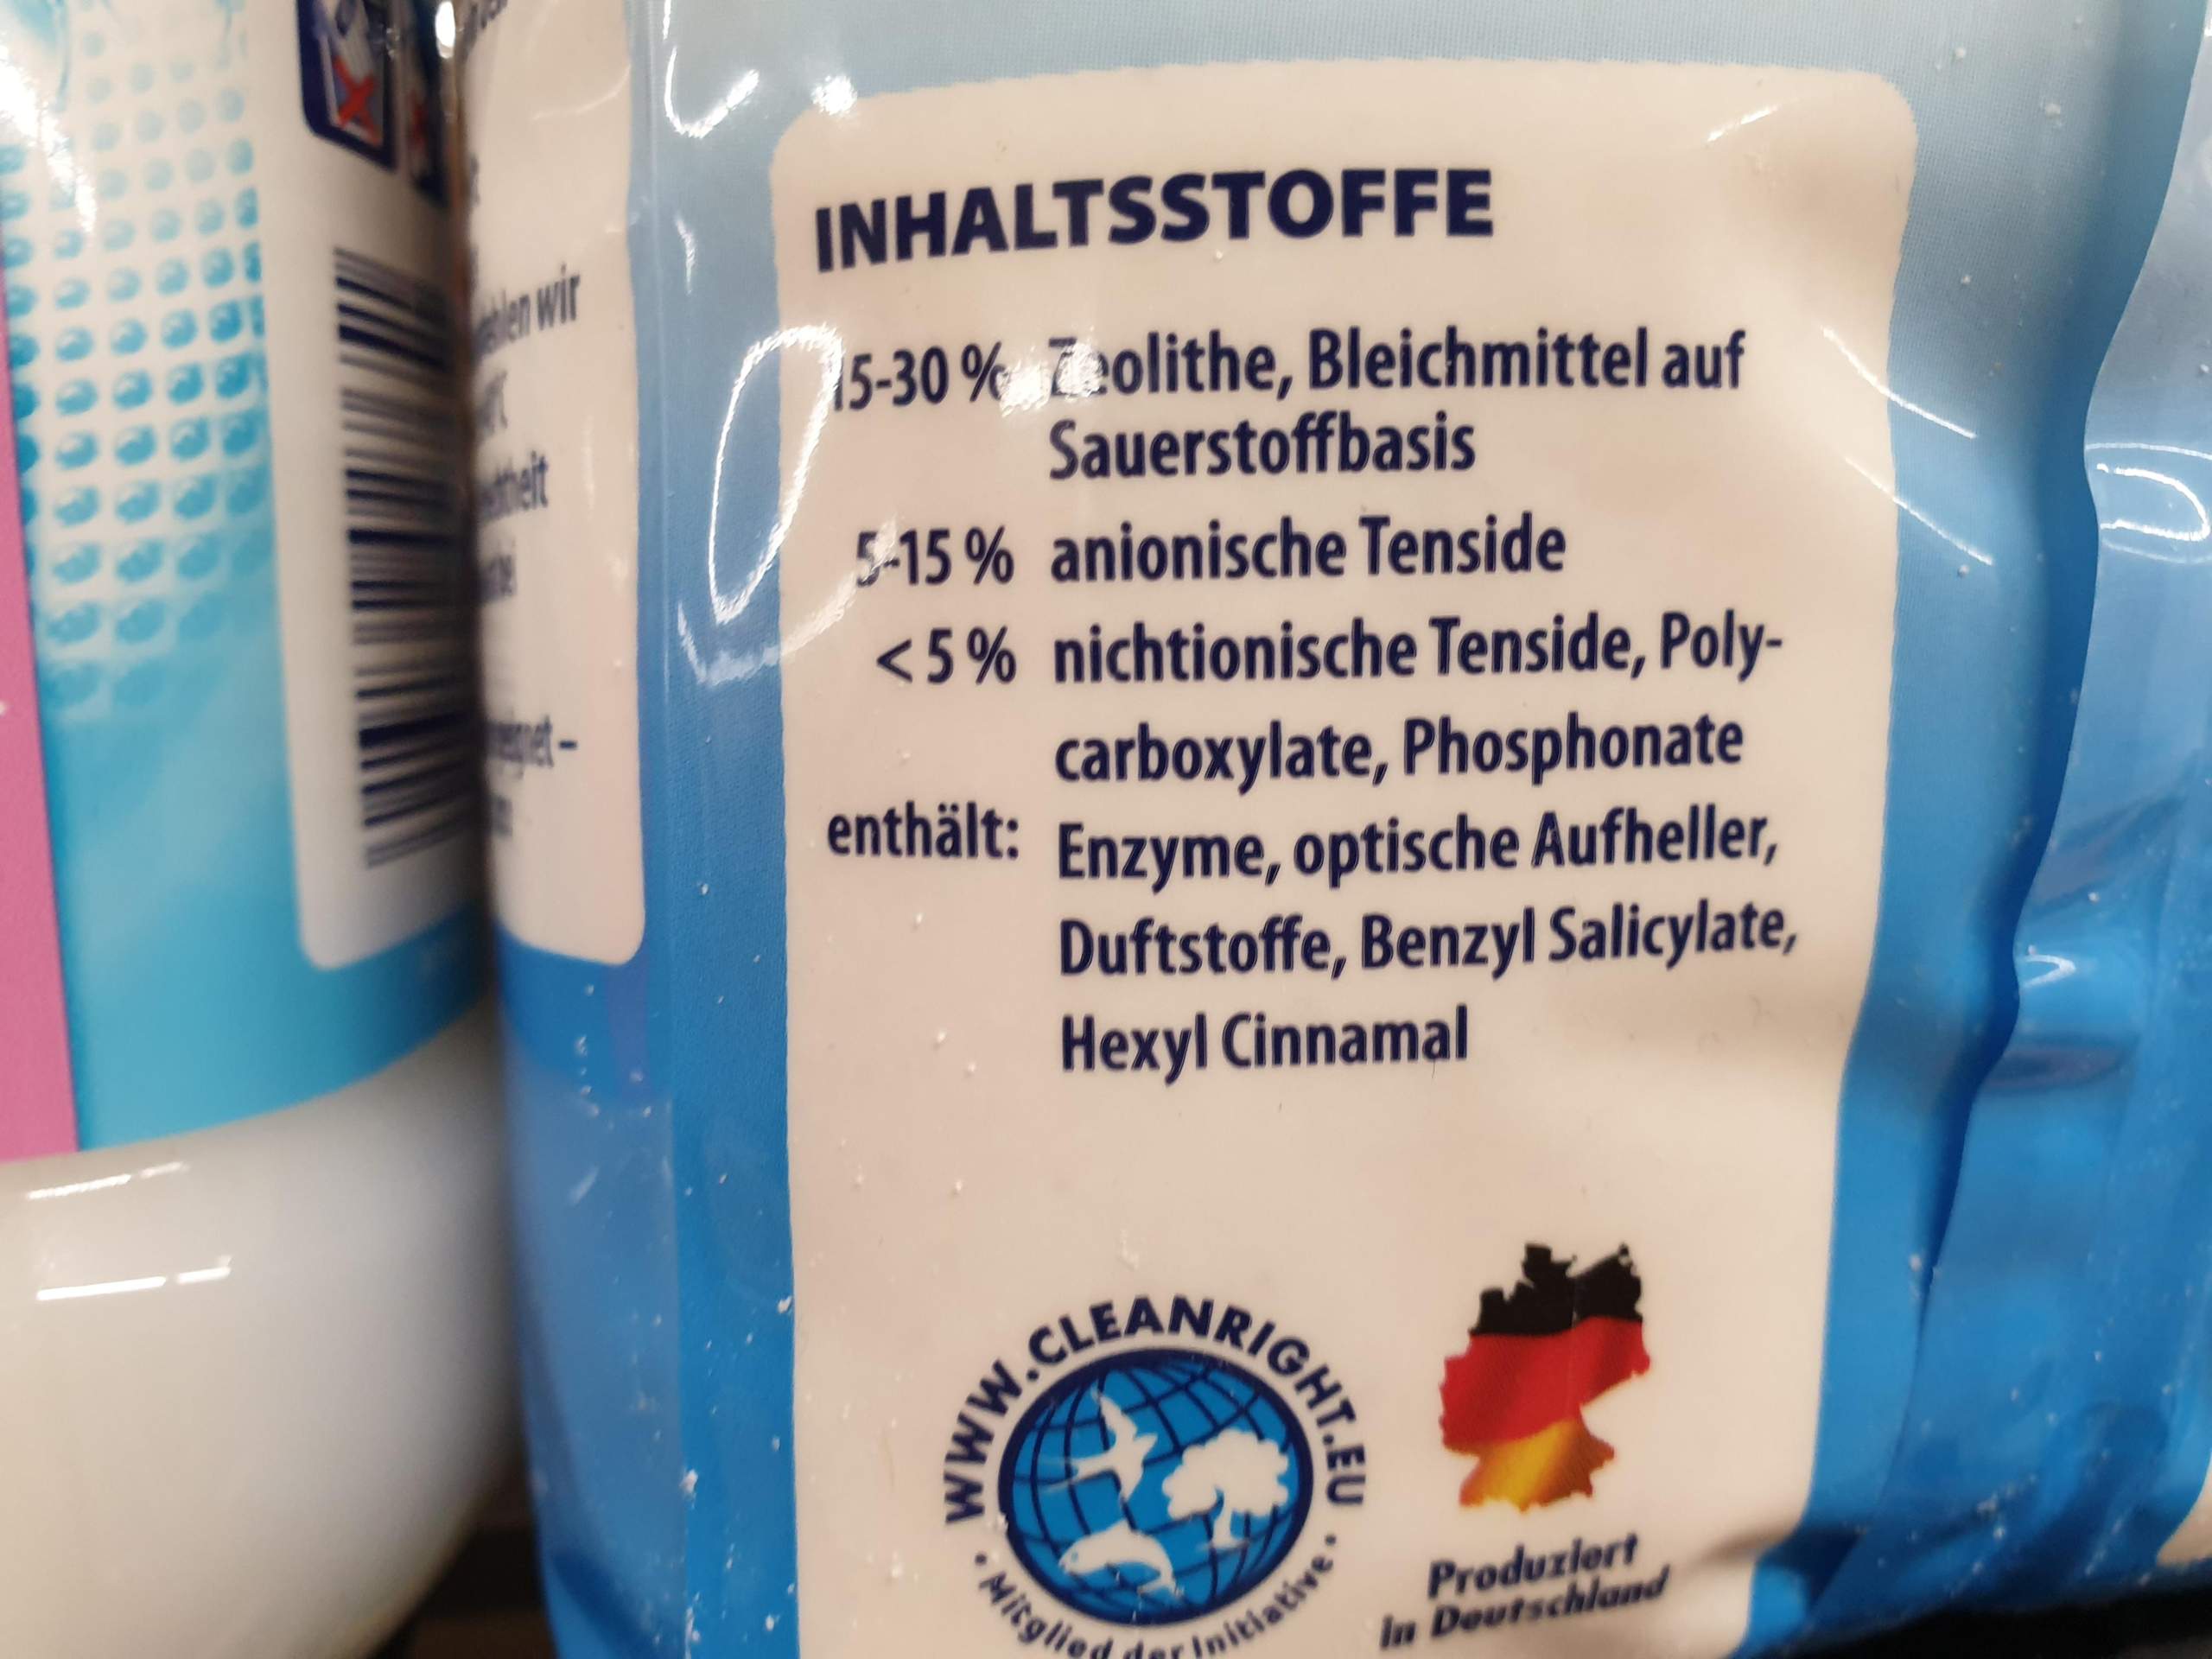 INHALTSSTOFFE
15-30 % Zeolithe, Bleichmittel auf
Sauerstoffbasis
5-15 % anionische Tenside
< 5 % nichtionische Tenside, Poly-
carboxylate, Phosphonate
enthält: Enzyme, optische Aufheller,
Duftstoffe, Benzyl Salicylate,
Hexyl Cinnamal
WWW.CLEANRIGHT.EU
• Mitglied der Initiative •
Produziert
in Deutschland
wir